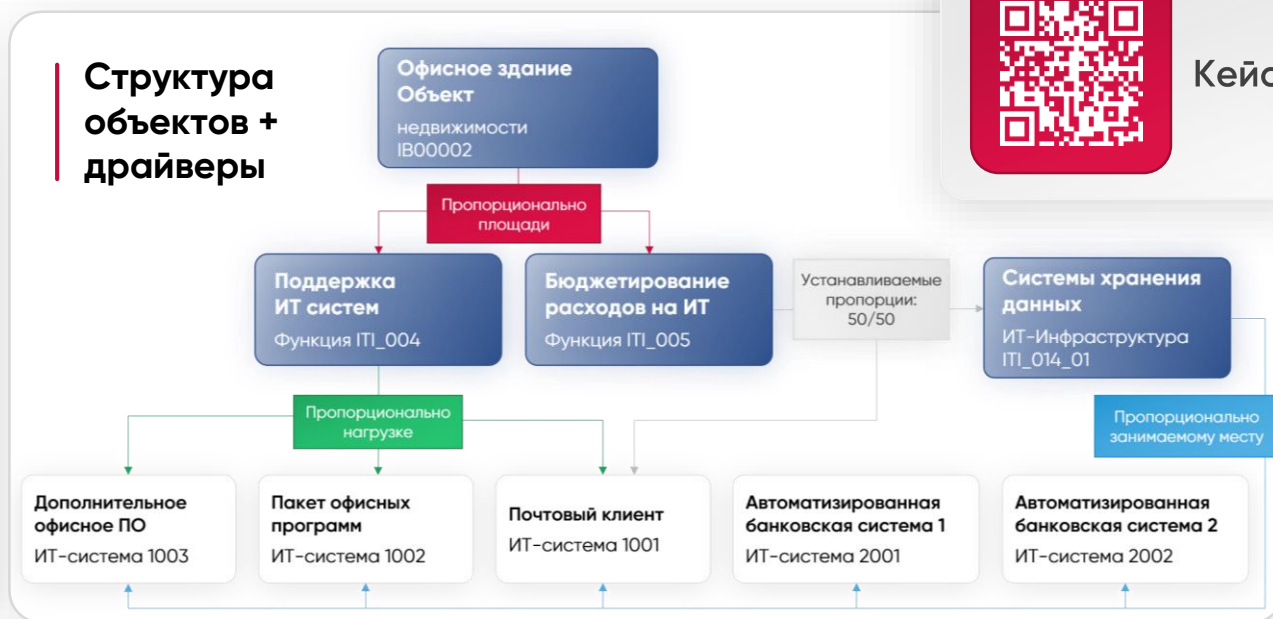 Структура
объектов +
драйверы
Офисное здание
Объект
недвижимости
IB00002
Пропорционально
площади
Поддержка
ИТ систем
Функция ITI_004
Бюджетирование
расходов на ИТ
Функция ITI_005
Устанавливаемые
пропорции:
50/50
Системы хранения
данных
ИТ-Инфраструктура
ITI_014_01
Пропорционально
нагрузке
Пропорционально
занимаемому месту
Дополнительное
офисное ПО
ИТ-система 1003
Пакет офисных
программ
ИТ-система 1002
Почтовый клиент
ИТ-система 1001
Автоматизированная
банковская система 1
ИТ-система 2001
Автоматизированная
банковская система 2
ИТ-система 2002